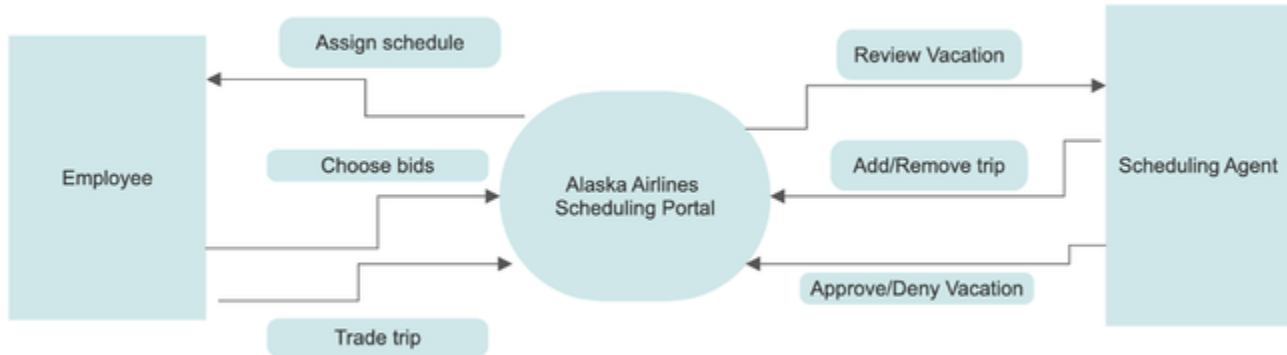 Assign schedule
Review Vacation
Employee
Choose bids
Alaska Airlines
Scheduling Portal
Add/Remove trip
Scheduling Agent
Approve/Deny Vacation
Trade trip